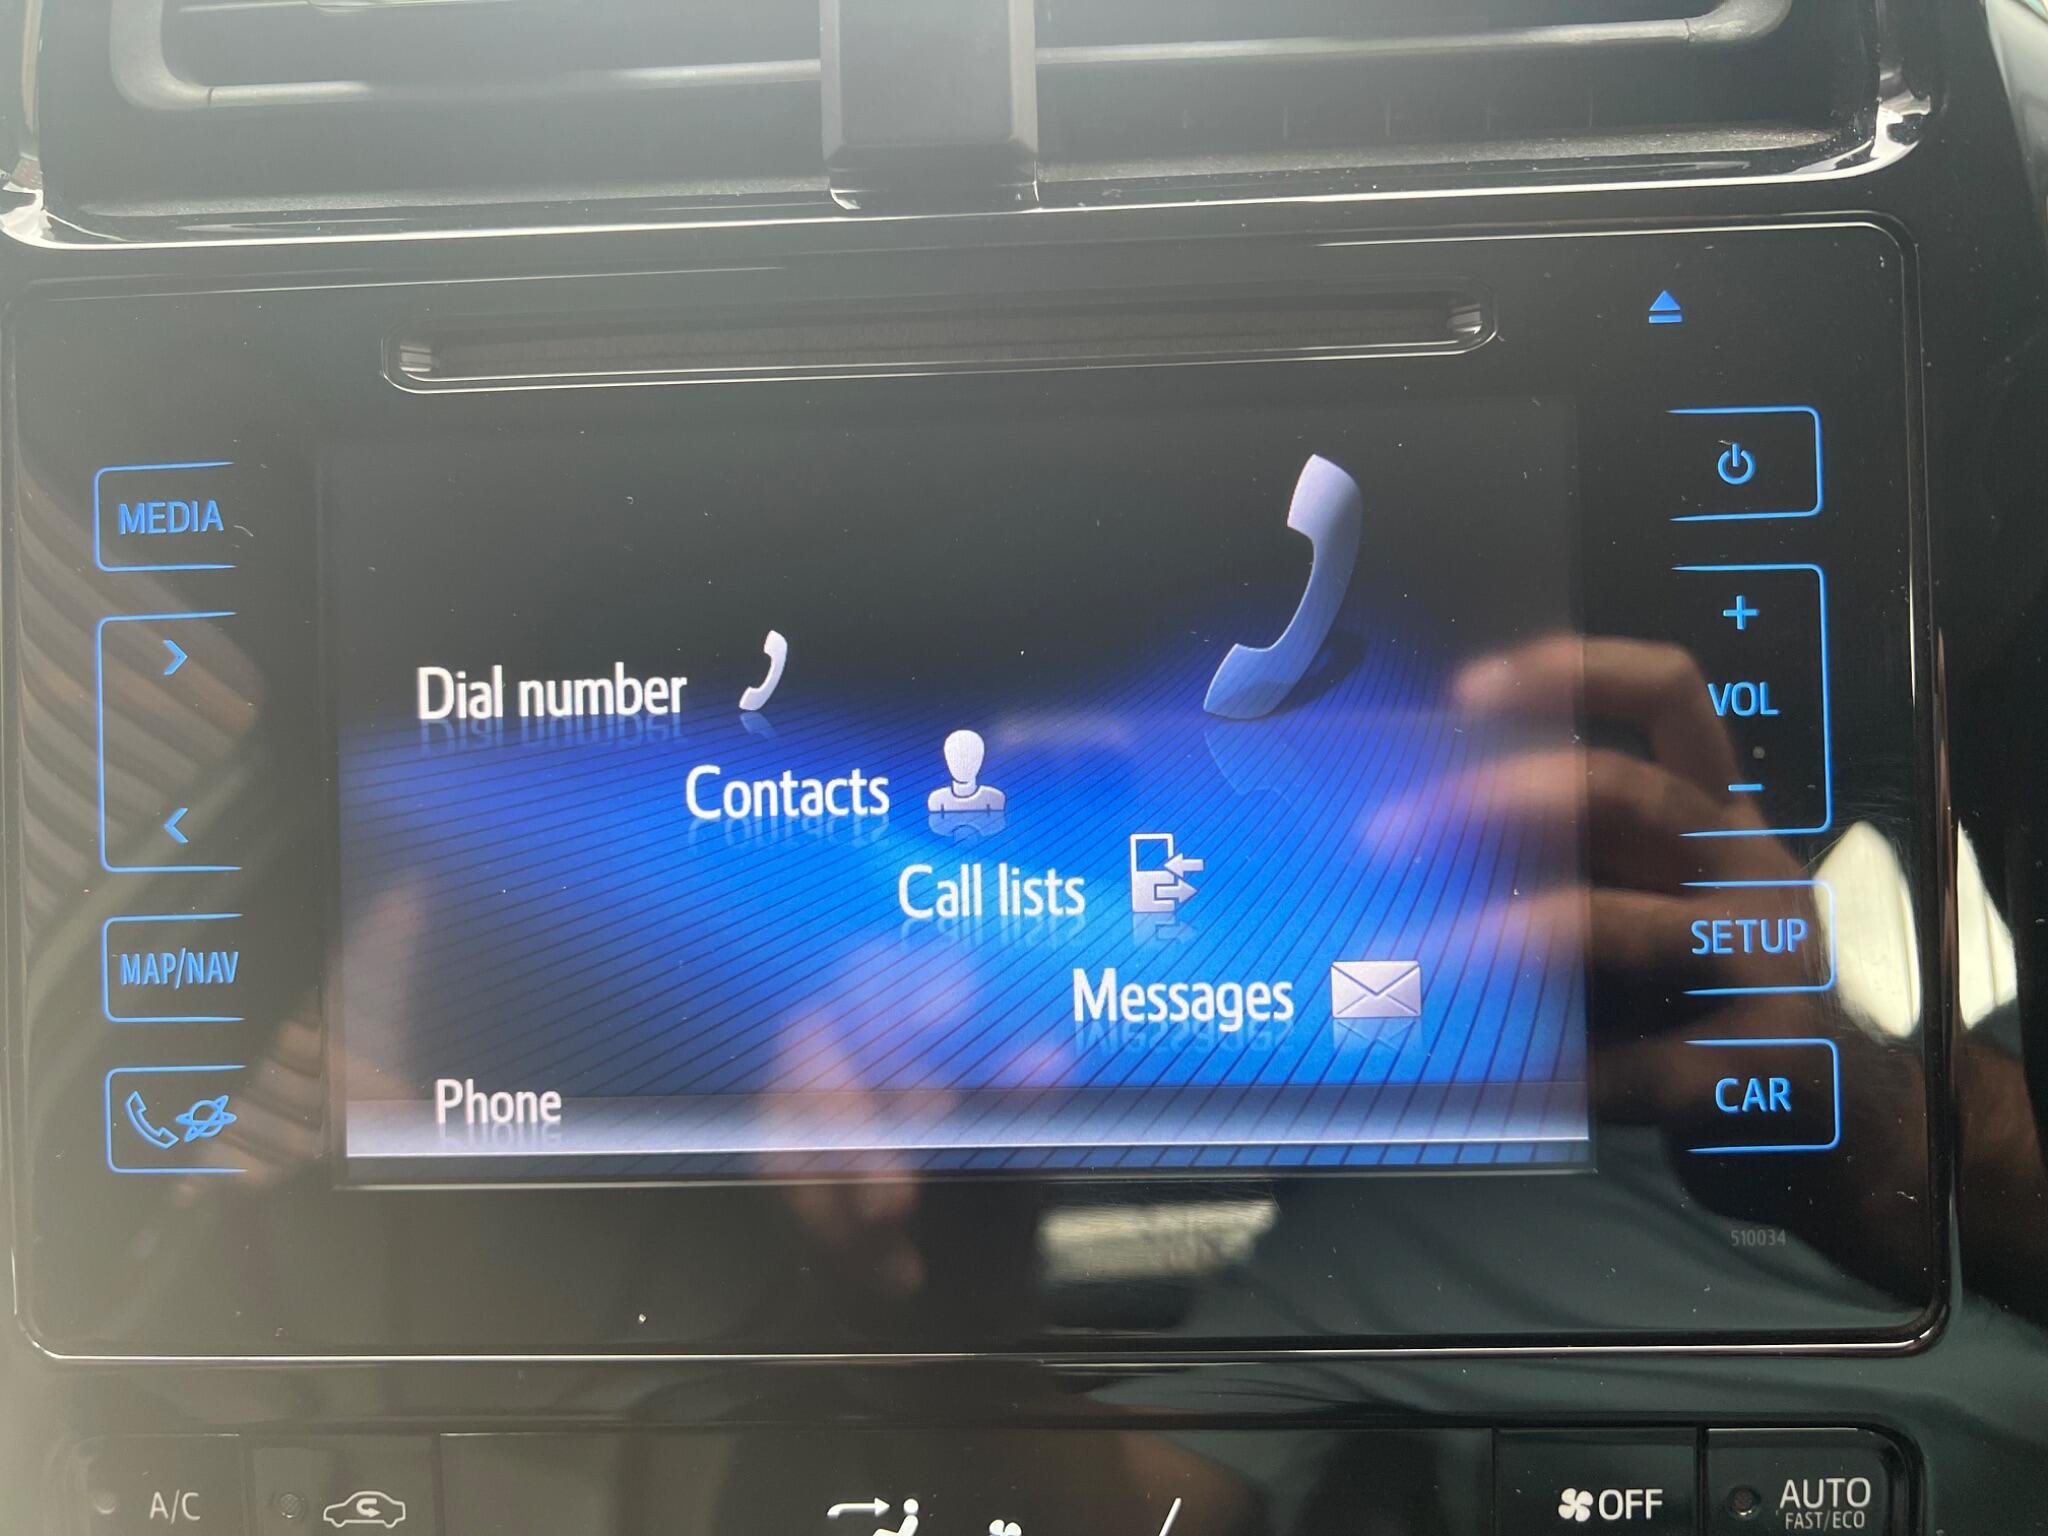 MEDIA
VOL
Dial number
Contacts
Call lists
SETUP
MAP/NAV
Messages
CAR
Phone
510034
A/C
OFF
AUTO
FAST/ECO